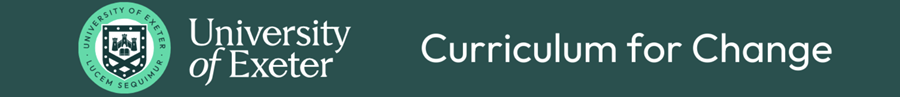 UNIVERSITY OF EXETER
LUCEM SEQUIMUR
University
of Exeter
Curriculum for Change